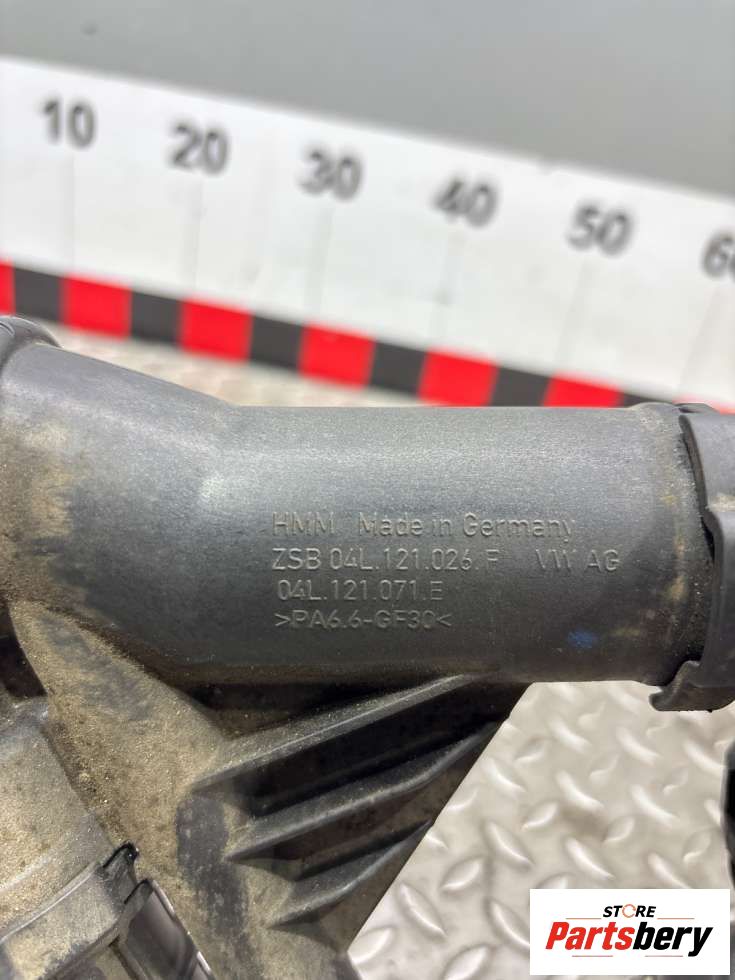 10 20 30 40 50 60
HMM Made in Germany
ZSB 04L.121.026.F VW AG
04L.121.071.E
>PA6.6-GF30<
STORE
Partsbery